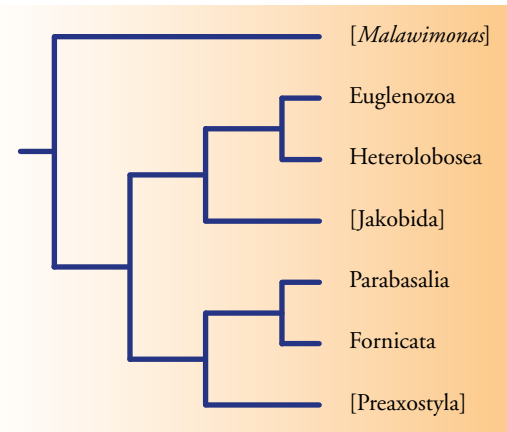 [Malawimonas]
Euglenozoa
Heterolobosea
[Jakobida]
Parabasalia
Fornicata
[Preaxostyla]